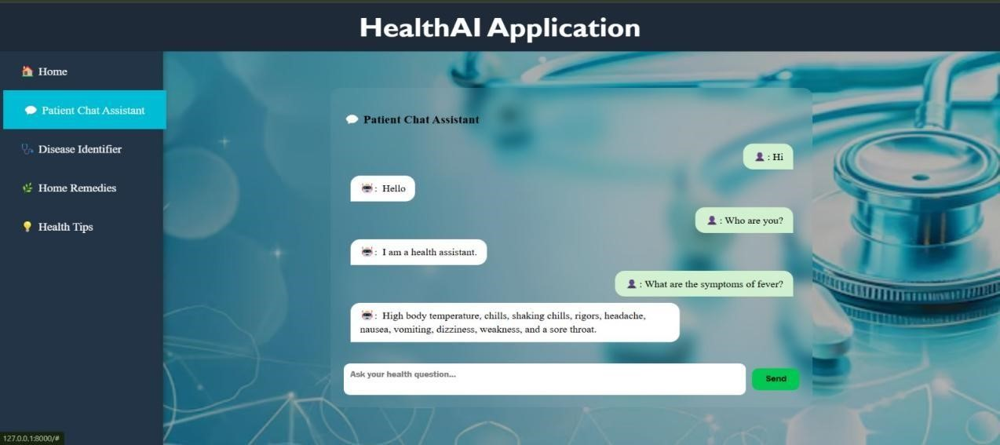 HealthAI Application
🏠 Home
💬 Patient Chat Assistant
🩺 Disease Identifier
🌿 Home Remedies
💡 Health Tips
💬 Patient Chat Assistant
👤 : Hi
🤖 : Hello
👤 : Who are you?
🤖 : I am a health assistant.
👤 : What are the symptoms of fever?
🤖 : High body temperature, chills, shaking chills, rigors, headache,
nausea, vomiting, dizziness, weakness, and a sore throat.
Ask your health question...
Send
127.0.0.1:8000/#